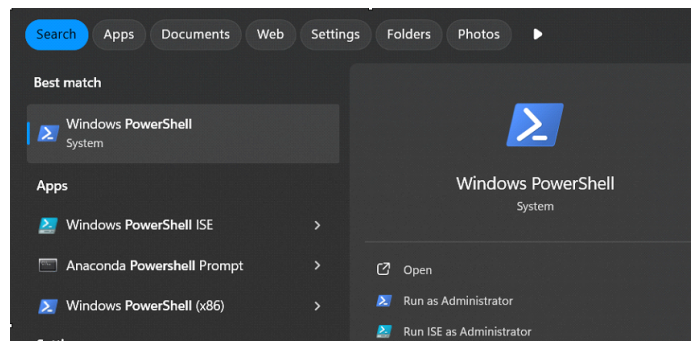 Search Apps Documents Web Settings Folders Photos
Best match
Windows PowerShell
System
Apps
Windows PowerShell ISE
Anaconda Powershell Prompt
Windows PowerShell (x86)
Windows PowerShell
System
Open
Run as Administrator
Run ISE as Administrator